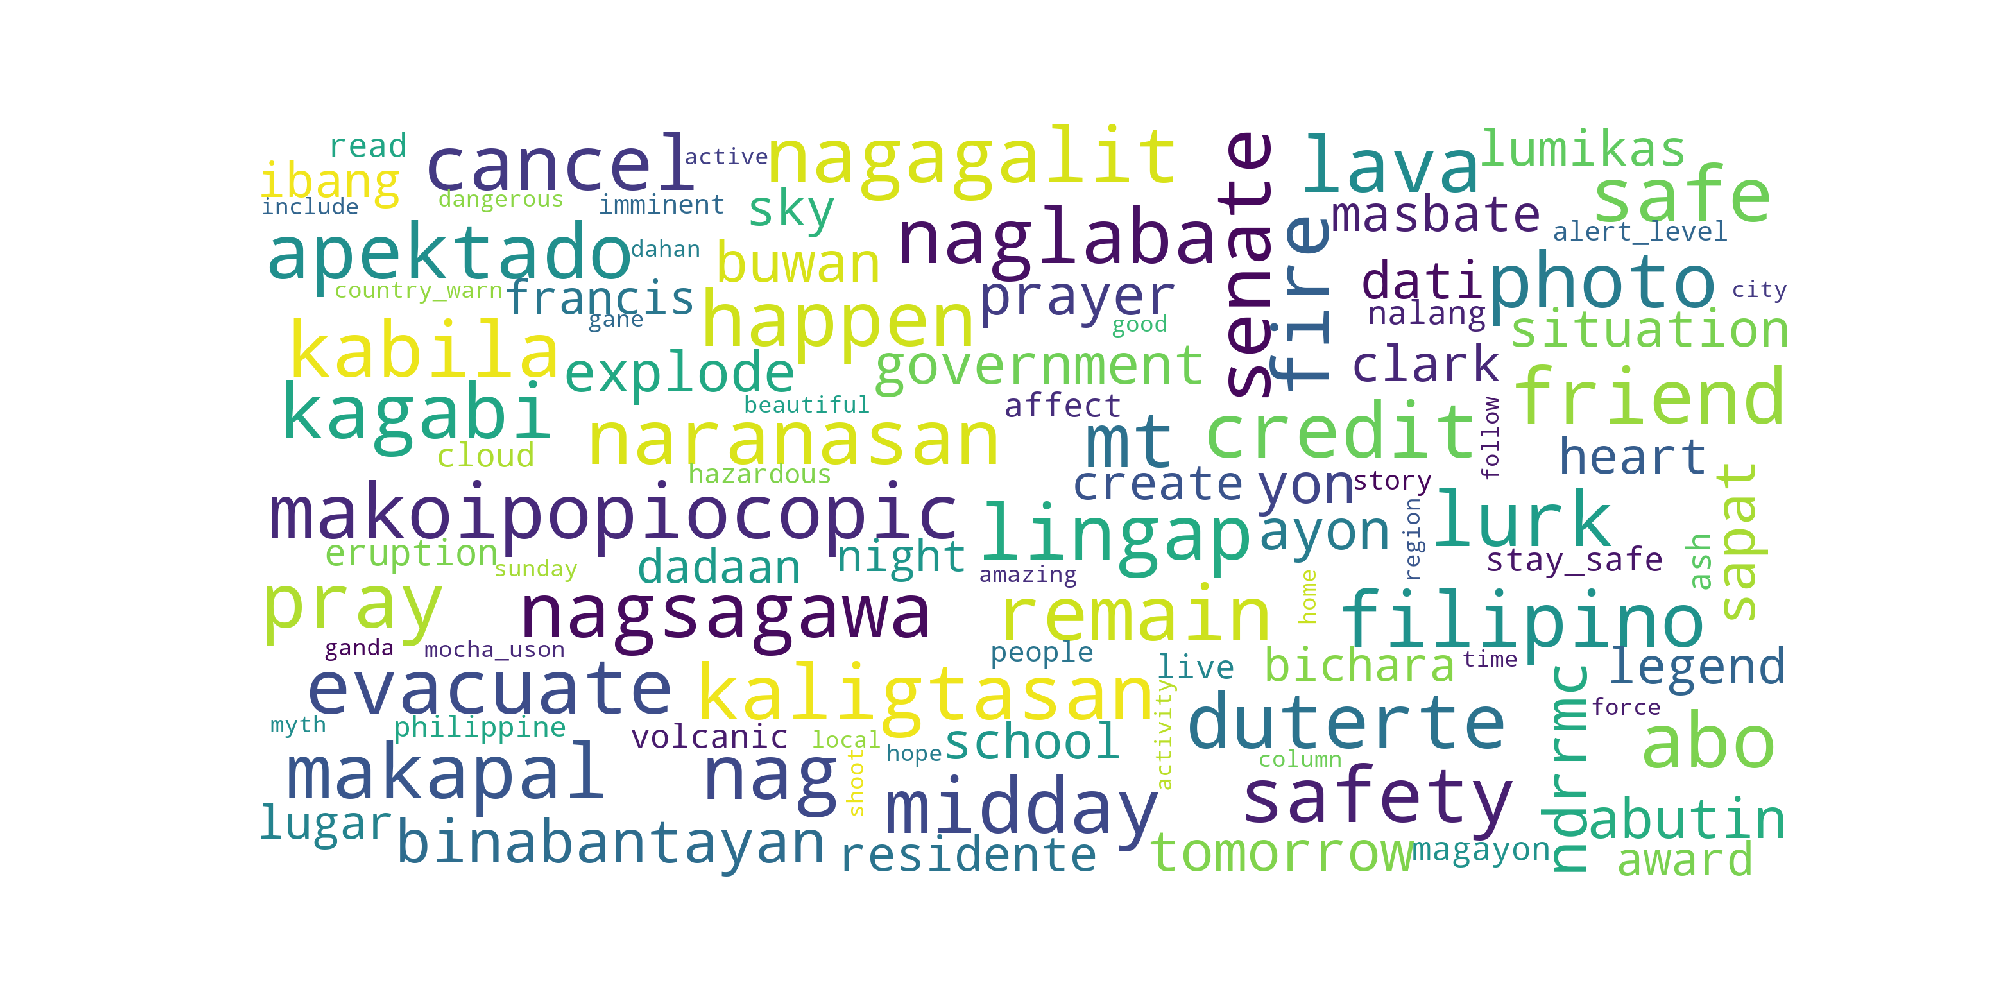 read
cancel
active
nagagalit
senate
lava
lumikas
ibang
safe
include
dangerous
imminent
sky
fire
masbate
alert_level
apektado
dahan
buwan
naglaba
dati
photo
country_warn
francis
prayer
city
gane
happen
good
nalang
situation
kabila
explode
government
clark
friend
kagabi
beautiful
affect
naranasan
mt
credit
follow
heart
cloud
hazardous
create
yon
story
sapat
makoipopiocopic
lingap
ayon
region
lurk
eruption
sunday
dadaan
night
amazing
stay_safe
ash
pray
nagsagawa
remain
home
filipino
ganda
mocha_uson
people
live
bichara
time
legend
evacuate
kaligtasan
activity
duterte
ndrrmc
force
myth
philippine
volcanic
local
school
abo
makapal
nag
shoot
hope
midday
column
safety
lugar
binabantayan
residente
tomorrow
magayon
abutin
award